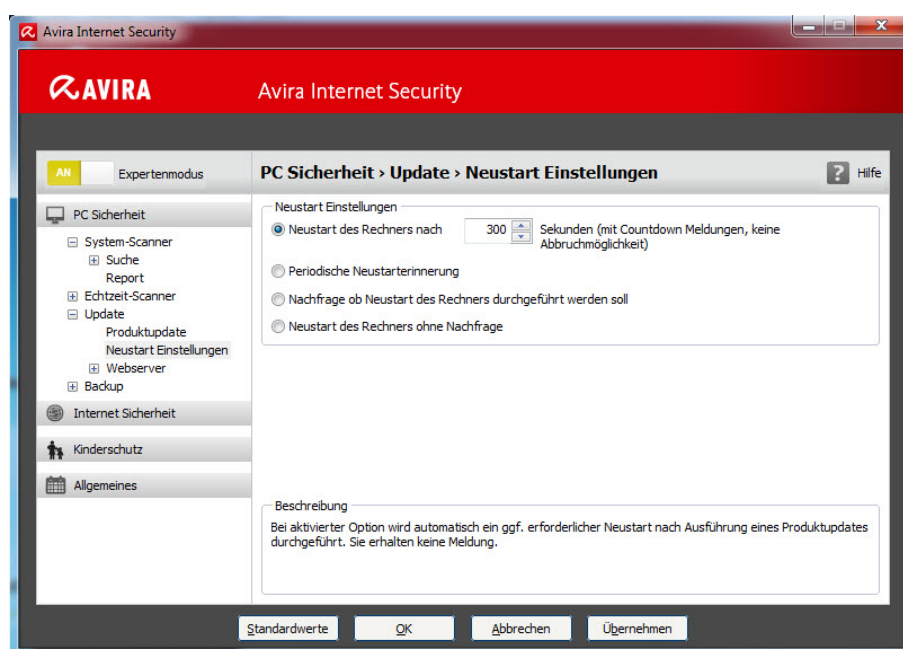 Avira Internet Security
AVIRA
Avira Internet Security
AN
Expertenmodus
PC Sicherheit
System-Scanner
Suche
Report
Echtzeit-Scanner
Update
Produktupdate
Neustart Einstellungen
Webserver
Backup
Internet Sicherheit
Kinderschutz
Allgemeines
PC Sicherheit › Update › Neustart Einstellungen
? Hilfe
Neustart Einstellungen
Neustart des Rechners nach 300 Sekunden (mit Countdown Meldungen, keine
Abbruchmöglichkeit)
Periodische Neustarterinnerung
Nachfrage ob Neustart des Rechners durchgeführt werden soll
Neustart des Rechners ohne Nachfrage
Beschreibung
Bei aktivierter Option wird automatisch ein ggf. erforderlicher Neustart nach Ausführung eines Produktupdates
durchgeführt. Sie erhalten keine Meldung.
Standardwerte
OK
Abbrechen
Übernehmen